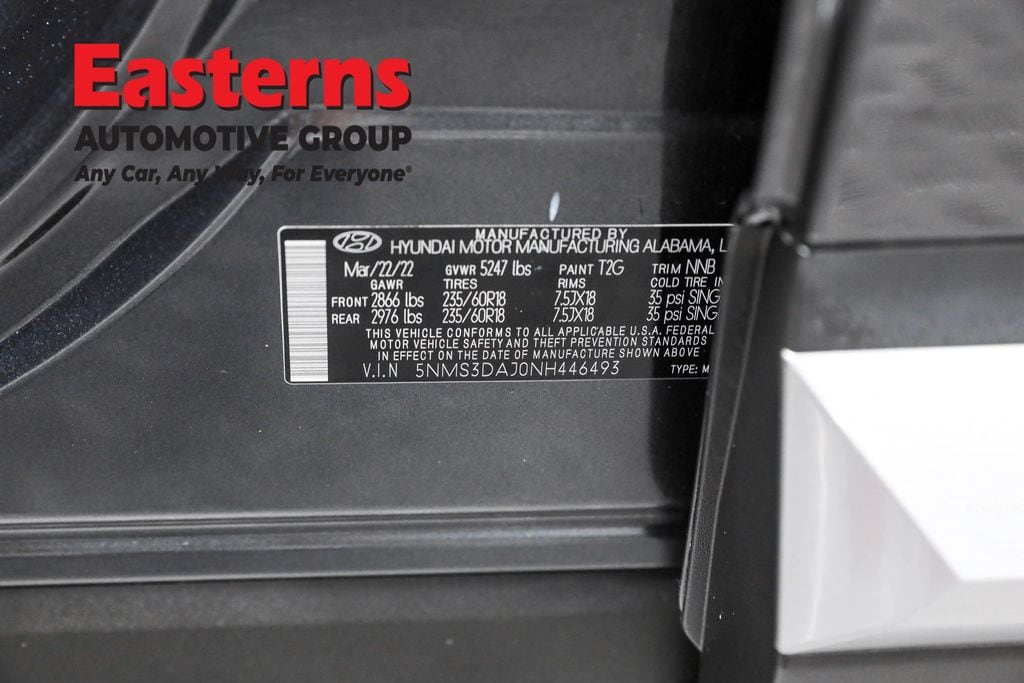 Easterns
AUTOMOTIVE GROUP
Any Car, Any Way, For Everyone®
MANUFACTURED BY
HYUNDAI MOTOR MANUFACTURING ALABAMA, L
Mar/22/22 GVWR 5247 lbs PAINT T2G TRIM NNB
GAWR TIRES RIMS COLD TIRE IN
FRONT 2866 lbs 235/60R18 7.5JX18 35 psi SING
REAR 2976 lbs 235/60R18 7.5JX18 35 psi SING
THIS VEHICLE CONFORMS TO ALL APPLICABLE U.S.A. FEDERAL
MOTOR VEHICLE SAFETY AND THEFT PREVENTION STANDARDS
IN EFFECT ON THE DATE OF MANUFACTURE SHOWN ABOVE
V.I.N 5NMS3DAJ0NH446493 TYPE: M